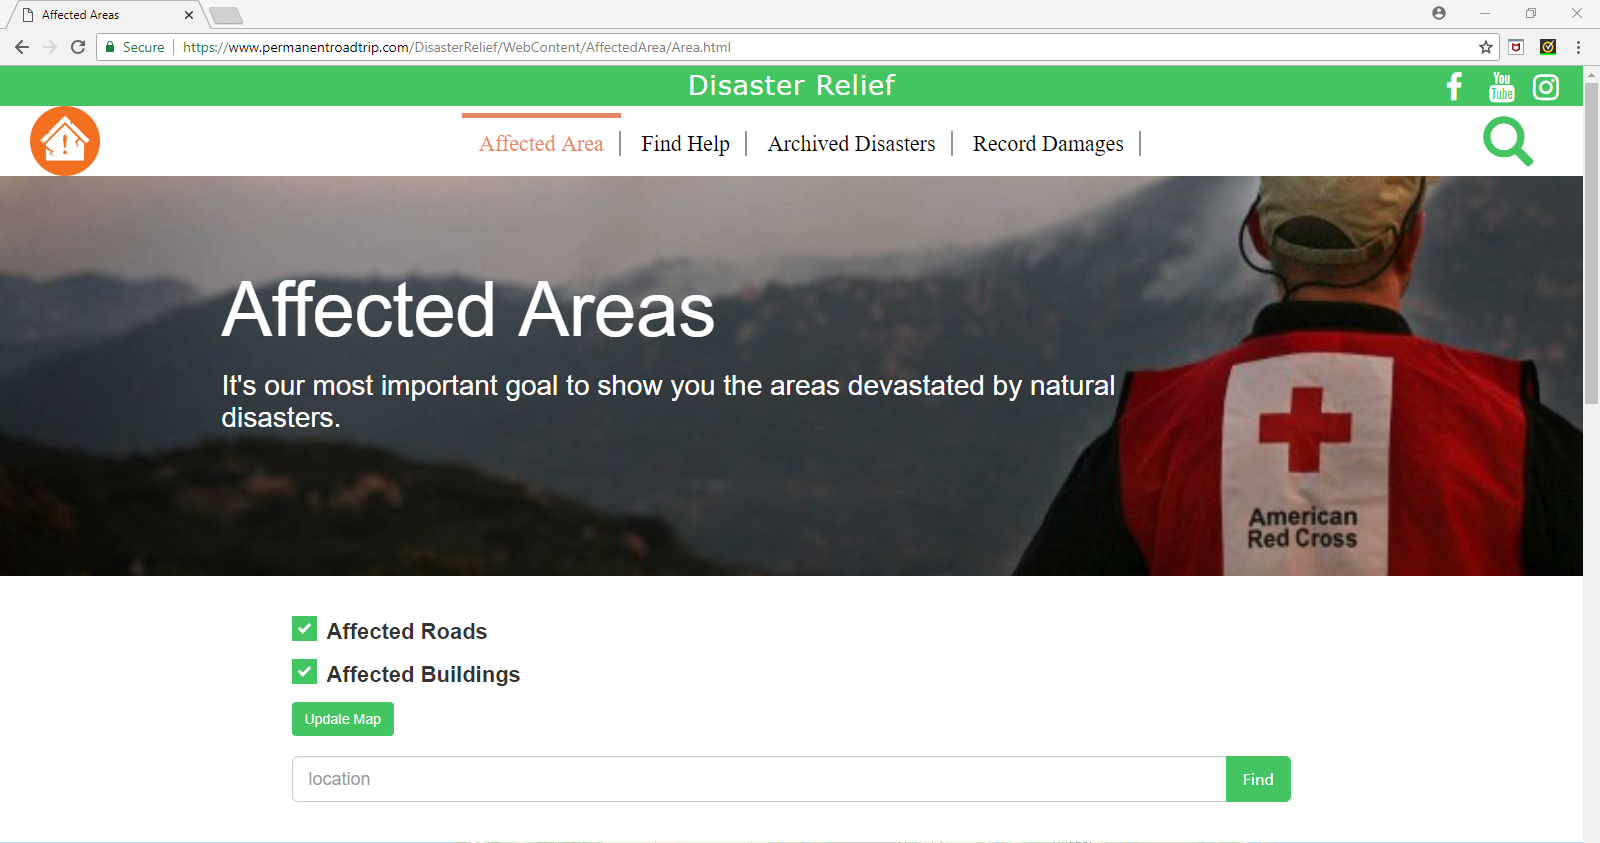 Affected Areas
Secure https://www.permanentroadtrip.com/DisasterRelief/WebContent/AffectedArea/Area.html
Disaster Relief
You
Tube
Affected Area Find Help Archived Disasters Record Damages
Affected Areas
It's our most important goal to show you the areas devastated by natural
disasters.
American
Red Cross
Affected Roads
Affected Buildings
Update Map
location
Find